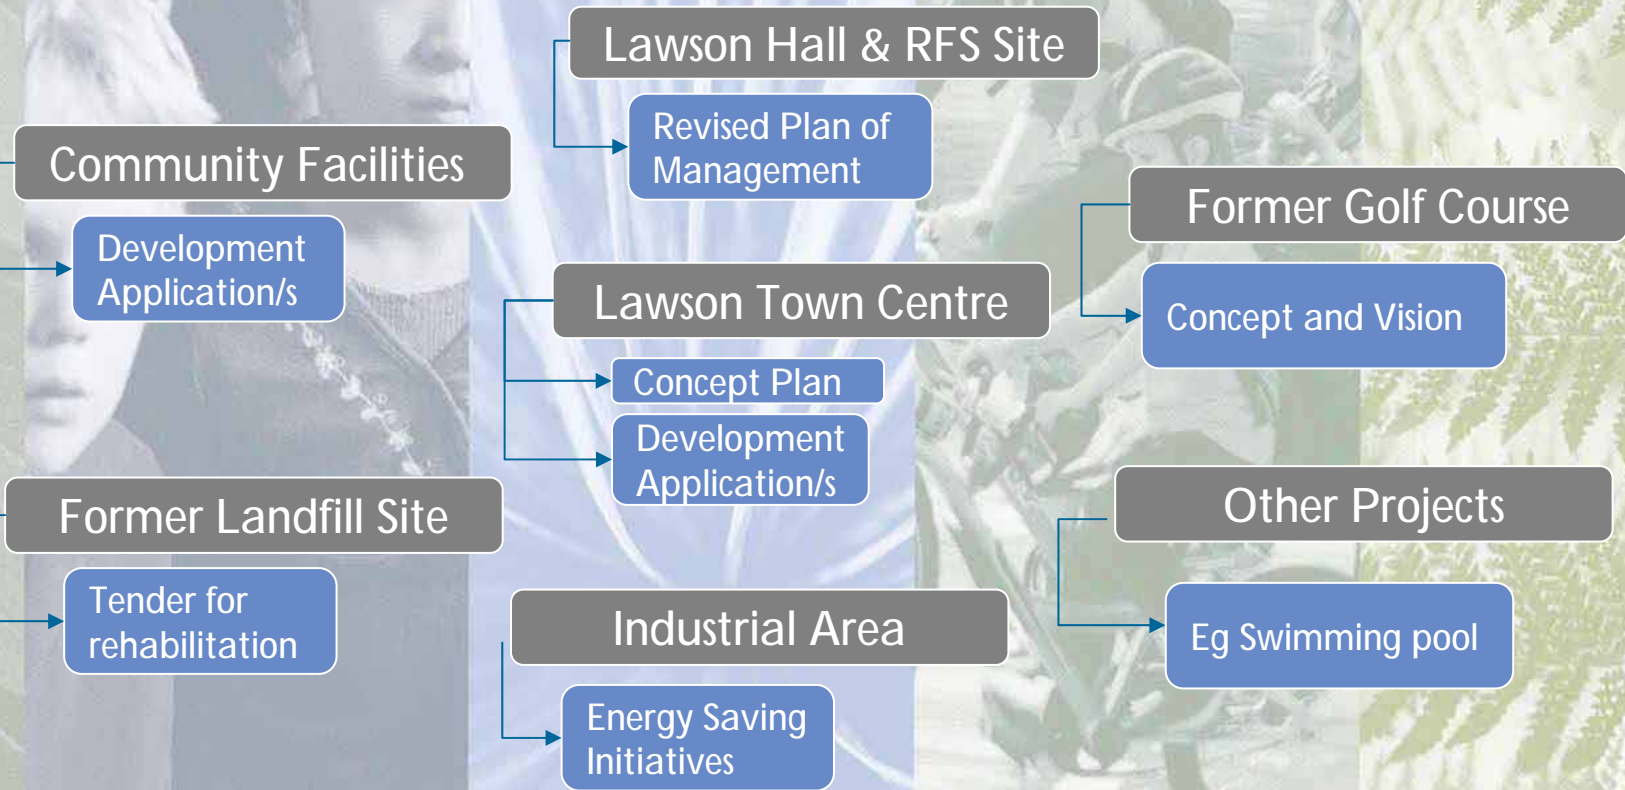 Community Facilities
Development
Application/s
Former Landfill Site
Tender for
rehabilitation
Lawson Hall & RFS Site
Revised Plan of
Management
Lawson Town Centre
Concept Plan
Development
Application/s
Industrial Area
Energy Saving
Initiatives
Former Golf Course
Concept and Vision
Other Projects
Eg Swimming pool